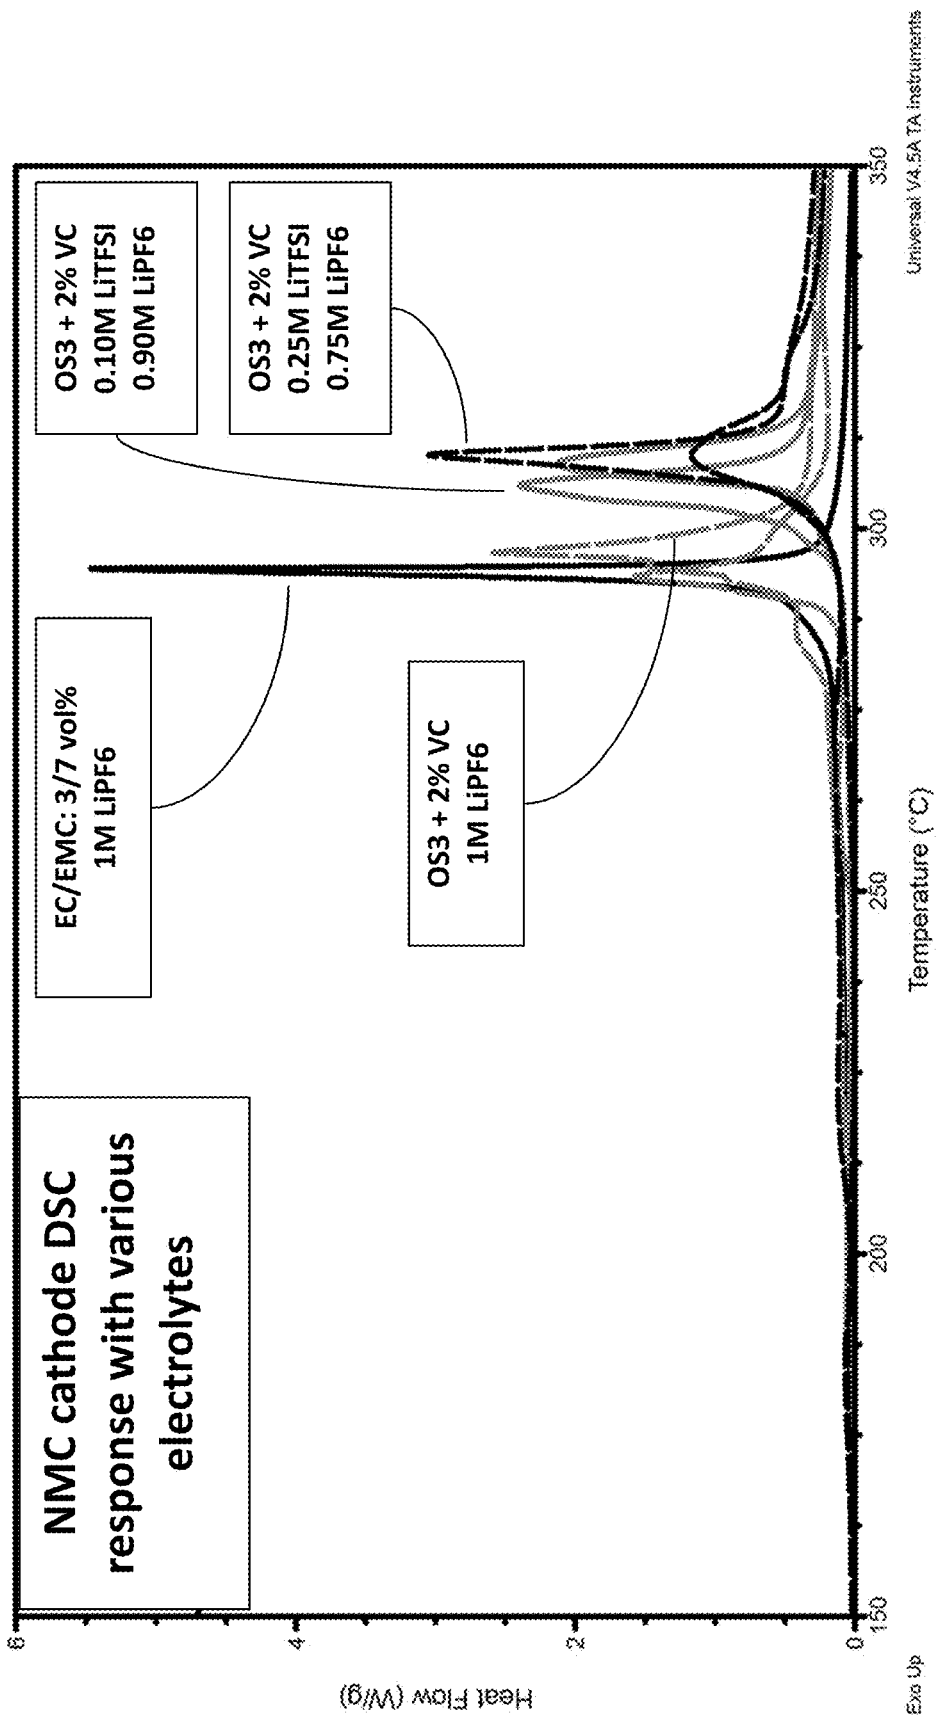 NMC cathode DSC
response with various
electrolytes
EC/EMC: 3/7 vol%
1M LiPF6
OS3 + 2% VC
0.10M LiTFSI
0.90M LiPF6
OS3 + 2% VC
0.25M LiTFSI
0.75M LiPF6
OS3 + 2% VC
1M LiPF6
Heat Flow (W/g)
6
4
2
0
150
200
250
300
350
Temperature (°C)
Exo Up
Universal V4.5A TA Instruments